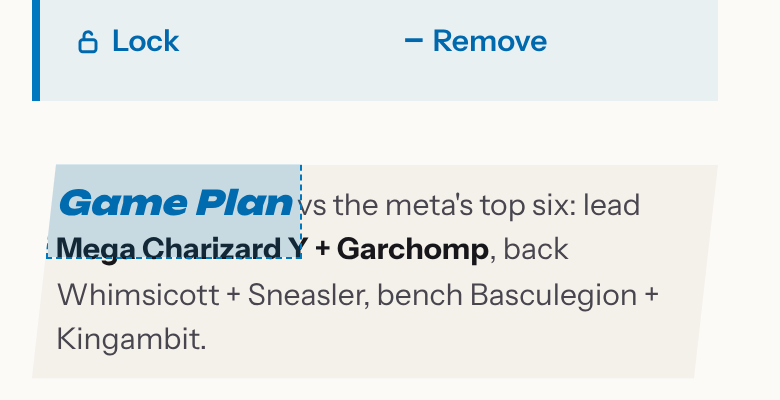 Lock
Remove
Game Plan vs the meta's top six: lead
Mega Charizard Y + Garchomp, back
Whimsicott + Sneasler, bench Basculegion +
Kingambit.